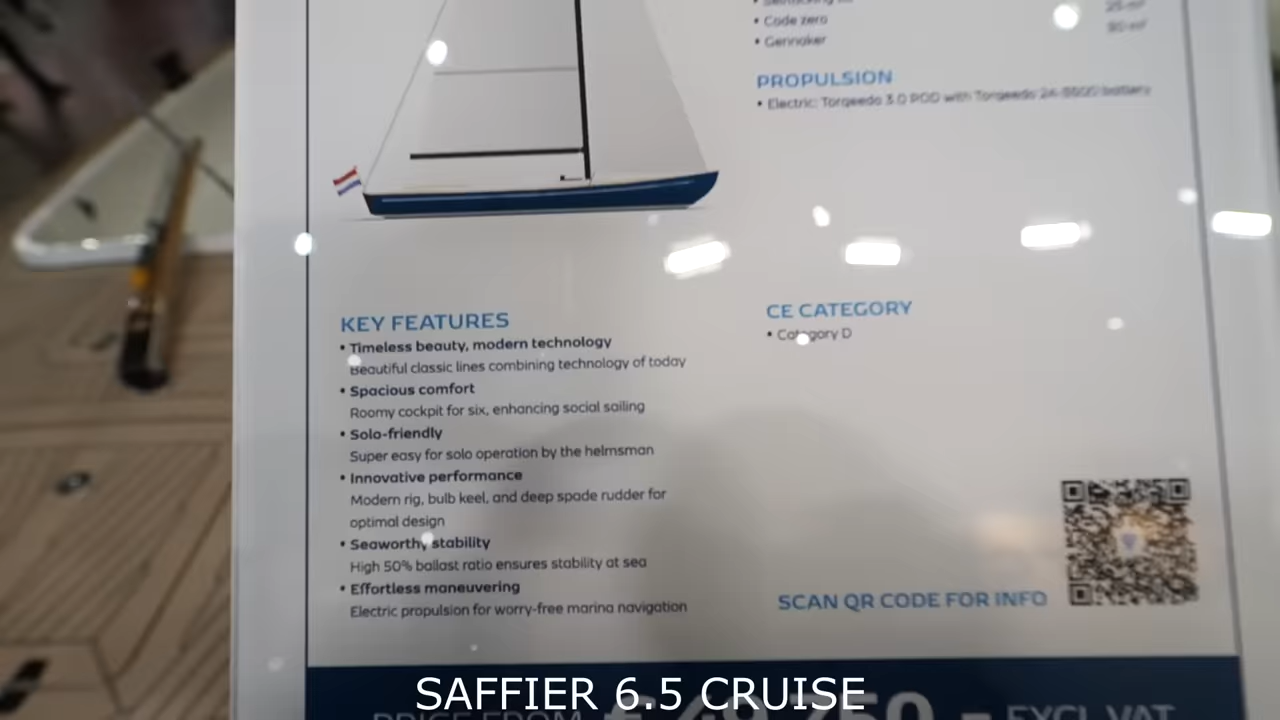 • Code zero
• Gennaker
PROPULSION
• Electric: Torqeedo 3.0 POD with Torqeedo battery
KEY FEATURES
• Timeless beauty, modern technology
Beautiful classic lines combining technology of today
• Spacious comfort
Roomy cockpit for six, enhancing social sailing
• Solo-friendly
Super easy for solo operation by the helmsman
• Innovative performance
Modern rig, bulb keel, and deep spade rudder for
optimal design
• Seaworthy stability
High 50% ballast ratio ensures stability at sea
• Effortless maneuvering
Electric propulsion for worry-free marina navigation
CE CATEGORY
• Category D
SCAN QR CODE FOR INFO
SAFFIER 6.5 CRUISE
PRICE FROM EXCL VAT